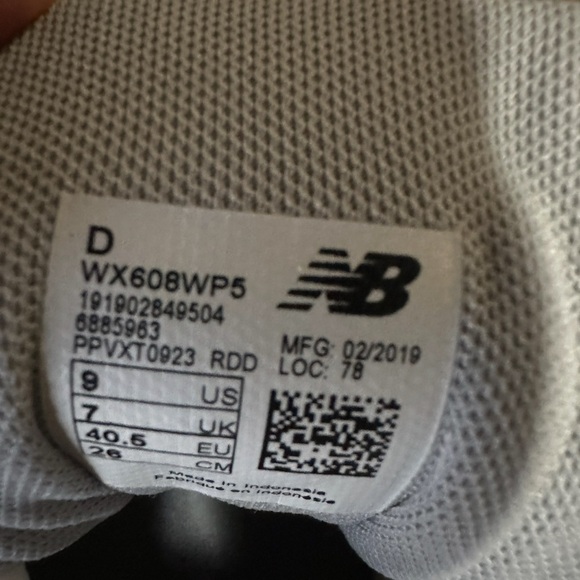 D
WX608WP5
191902849504
6885963
PPVXT0923 RDD
NB
MFG: 02/2019
LOC: 78
9 US
7 UK
40.5 EU
26 CM
Made in Indonesia
Fabriqué en Indonésie